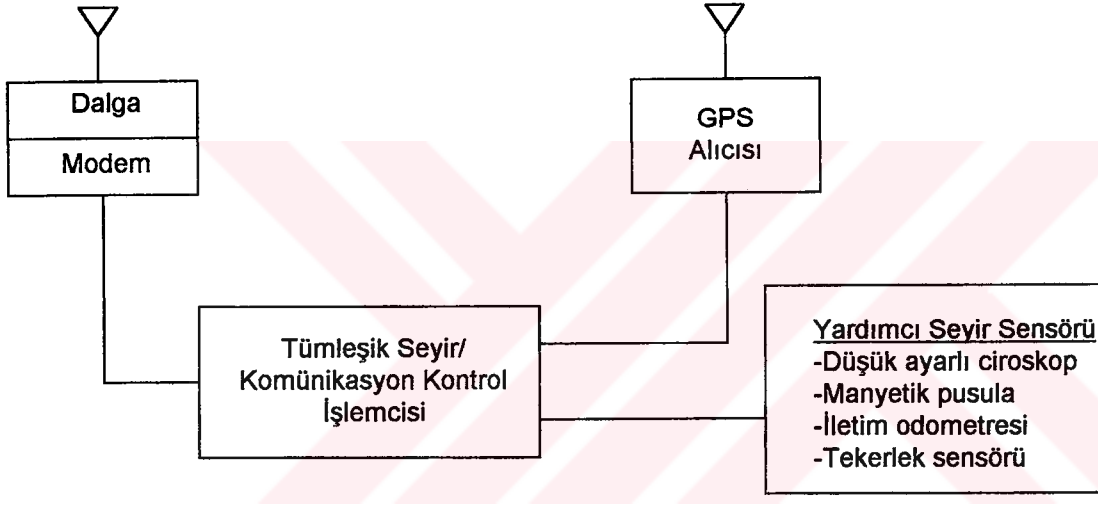 Dalga
Modem
GPS
Alıcısı
Tümleşik Seyir/
Komünikasyon Kontrol
İşlemcisi
Yardımcı Seyir Sensörü
-Düşük ayarlı ciroskop
-Manyetik pusula
-İletim odometresi
-Tekerlek sensörü